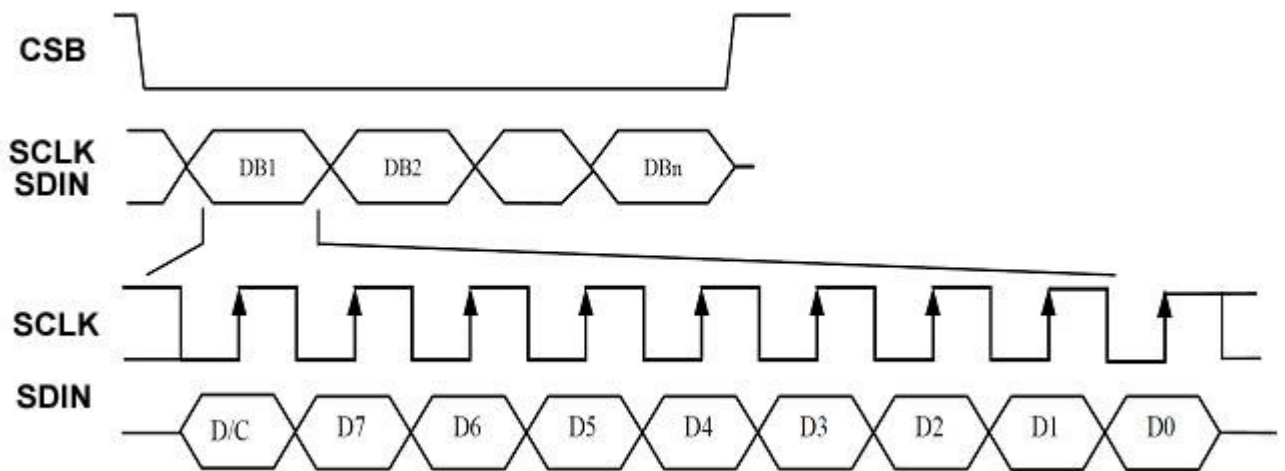 CSB
SCLK
SDIN
DB1 DB2 DBn
SCLK
SDIN
D/C D7 D6 D5 D4 D3 D2 D1 D0